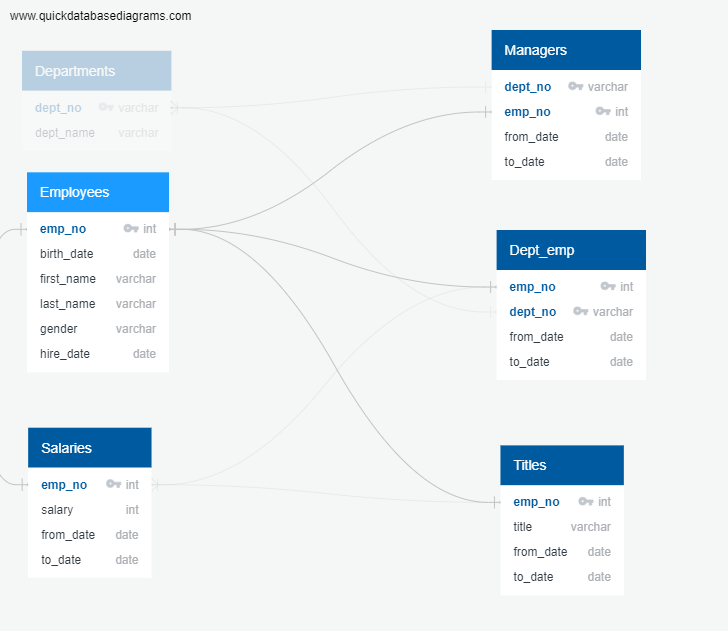 www.quickdatabasediagrams.com
Departments
dept_no varchar
dept_name varchar
Employees
emp_no int
birth_date date
first_name varchar
last_name varchar
gender varchar
hire_date date
Salaries
emp_no int
salary int
from_date date
to_date date
Managers
dept_no varchar
emp_no int
from_date date
to_date date
Dept_emp
emp_no int
dept_no varchar
from_date date
to_date date
Titles
emp_no int
title varchar
from_date date
to_date date